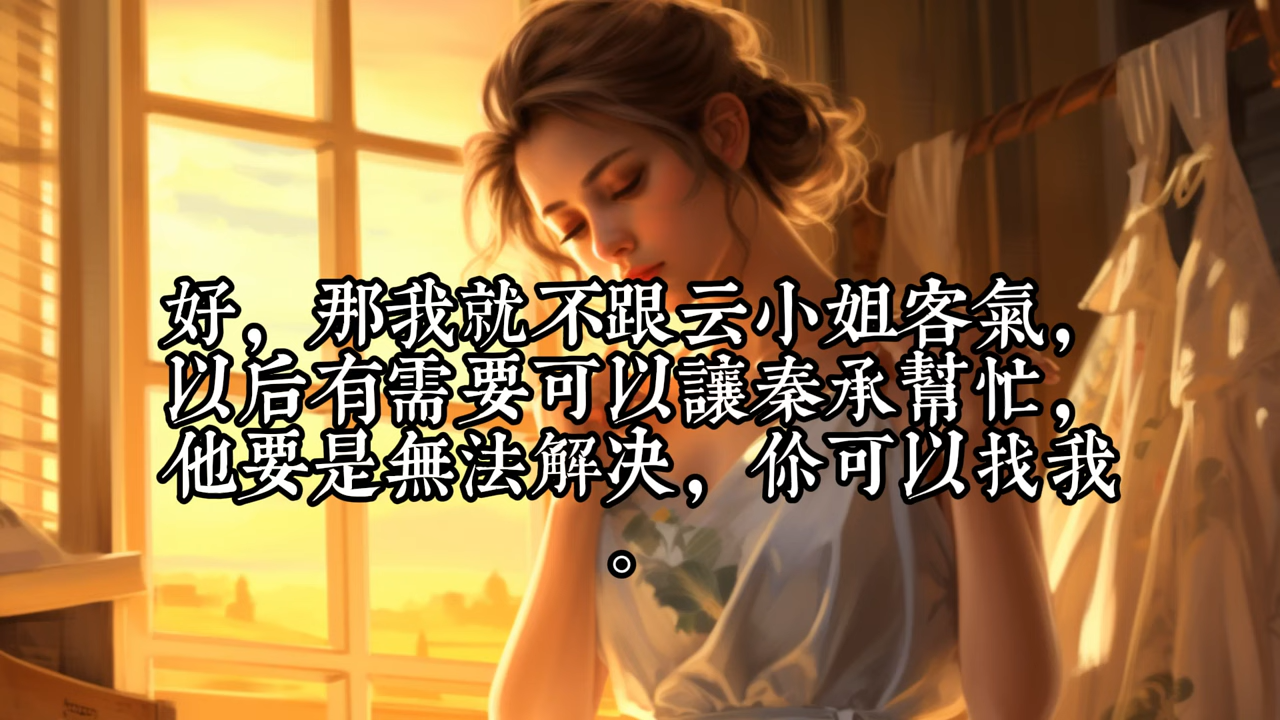 好，那我就不跟云小姐客氣，
以后有需要可以讓秦承幫忙，
他要是無法解决，你可以找我
。